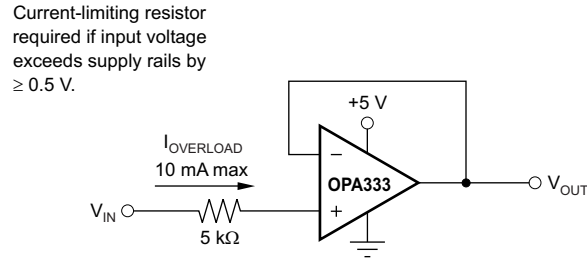 Current-limiting resistor
required if input voltage
exceeds supply rails by
≥ 0.5 V.
+5 V
IOVERLOAD
10 mA max
−
OPA333
+
VIN
5 kΩ
VOUT